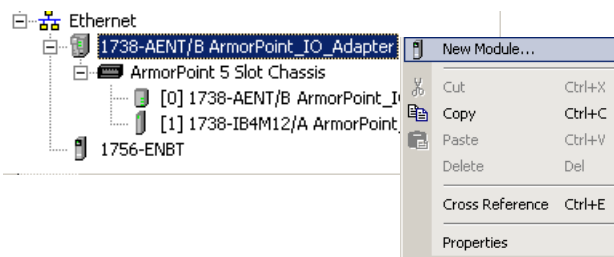 Ethernet
1738-AENT/B ArmorPoint_IO_Adapter
ArmorPoint 5 Slot Chassis
[0] 1738-AENT/B ArmorPoint_I
[1] 1738-IB4M12/A ArmorPoint_
1756-ENBT
New Module...
Cut Ctrl+X
Copy Ctrl+C
Paste Ctrl+V
Delete Del
Cross Reference Ctrl+E
Properties